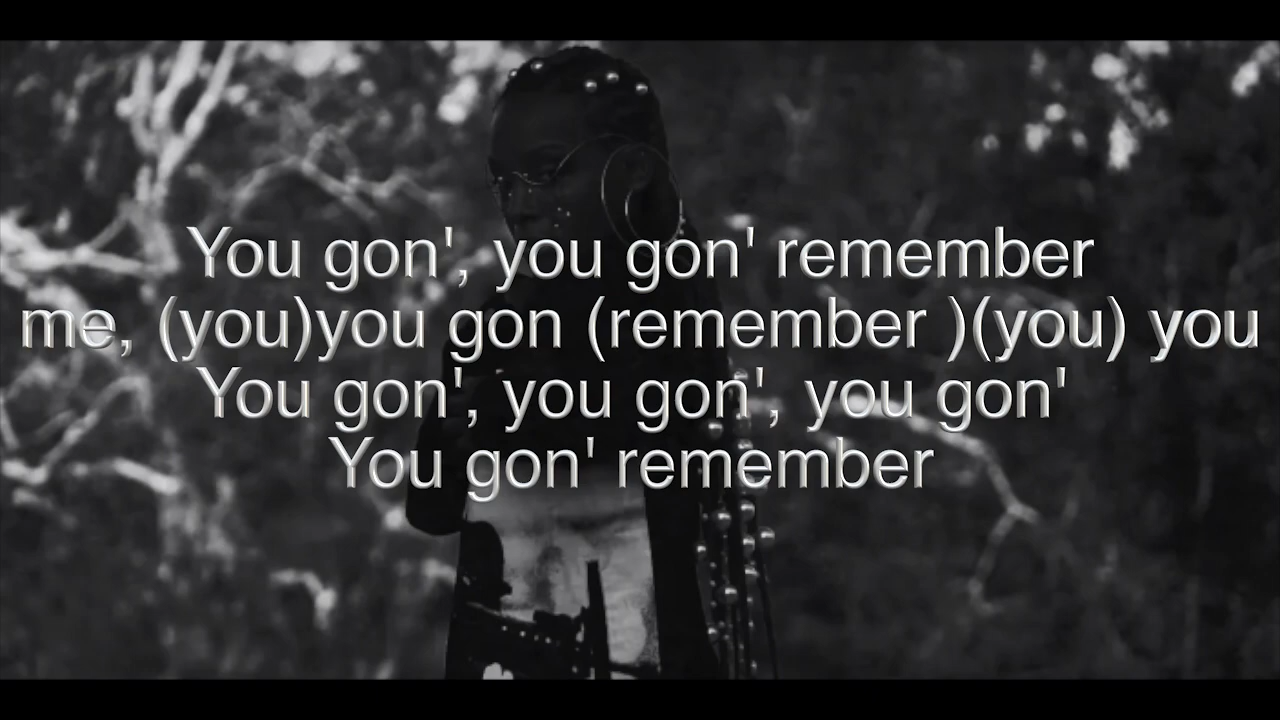 You gon', you gon' remember
me, (you)you gon (remember )(you) you
You gon', you gon', you gon'
You gon' remember